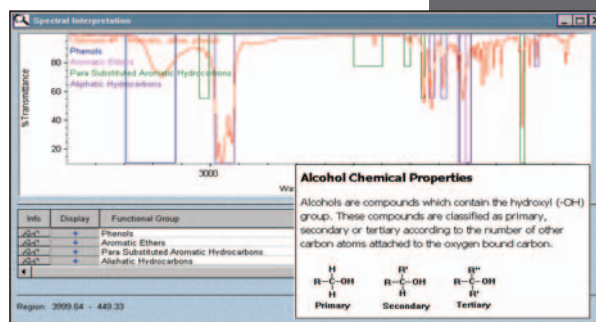 Spectral Interpretation
Phenols
Aromatic Ethers
Para Substituted Aromatic Hydrocarbons
Aliphatic Hydrocarbons
%Transmittance
80
60
40
20
3000
Alcohol Chemical Properties
Alcohols are compounds which contain the hydroxyl (-OH)
group. These compounds are classified as primary,
secondary or tertiary according to the number of other
carbon atoms attached to the oxygen bound carbon.
H R' R''
R-C-OH R-C-OH R-C-OH
H H R'
Primary Secondary Tertiary
Info Display Functional Group
Phenols
Aromatic Ethers
Para Substituted Aromatic Hydrocarbons
Aliphatic Hydrocarbons
Region: 3999.64 - 449.33